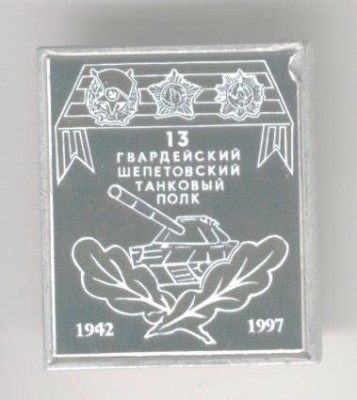 13
ГВАРДЕЙСКИЙ
ШЕПЕТОВСКИЙ
ТАНКОВЫЙ
ПОЛК
1942 1997